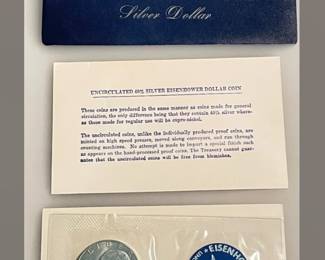 Silver Dollar
UNCIRCULATED 40% SILVER EISENHOWER DOLLAR COIN
These coins are produced in the same manner as coins made for general
circulation, the only difference being that they contain 40% silver where-
as those made for regular use will be cupro-nickel.
The uncirculated coins, unlike the individually produced proof coins, are
minted on high speed presses, moved along conveyors, and run through
counting machines. No attempt is made to impart a special finish such
as appears on the hand-processed proof coins. The Treasury cannot guar-
antee that the uncirculated coins will be free from blemishes.
EISENHOWER